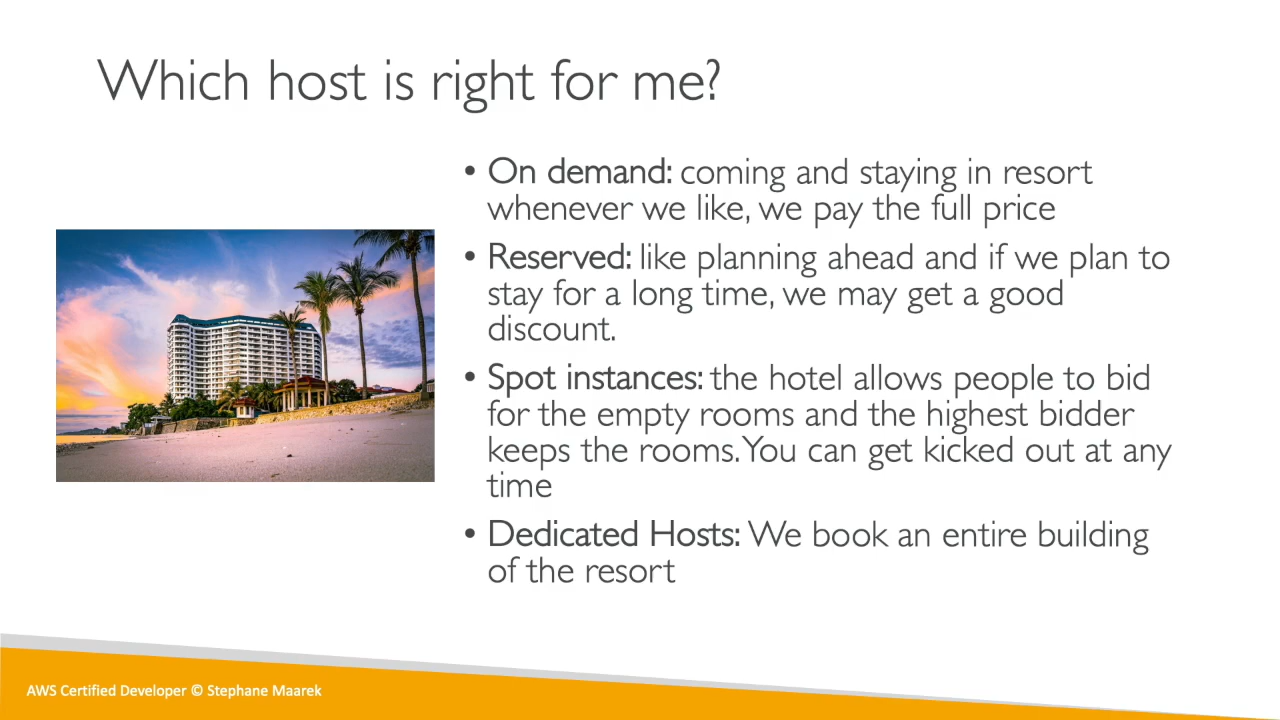 Which host is right for me?
• On demand: coming and staying in resort
whenever we like, we pay the full price
• Reserved: like planning ahead and if we plan to
stay for a long time, we may get a good
discount.
• Spot instances: the hotel allows people to bid
for the empty rooms and the highest bidder
keeps the rooms. You can get kicked out at any
time
• Dedicated Hosts: We book an entire building
of the resort
AWS Certified Developer © Stephane Maarek